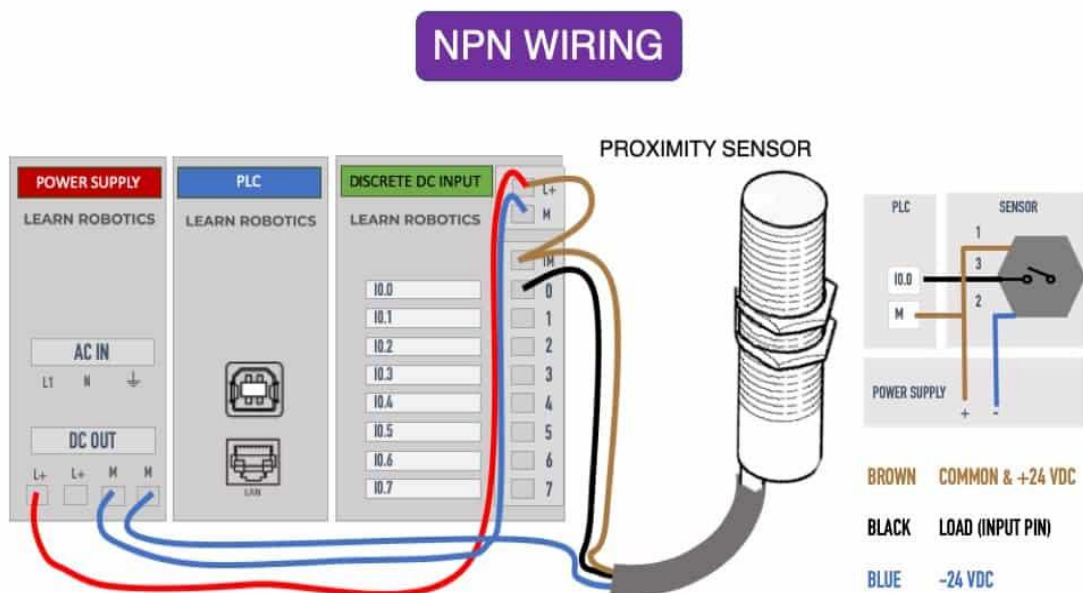 NPN WIRING
PROXIMITY SENSOR
POWER SUPPLY
LEARN ROBOTICS
AC IN
L1 N
DC OUT
L+ L+ M M
PLC
LEARN ROBOTICS
LAN
DISCRETE DC INPUT
LEARN ROBOTICS
L+
M
1M
I0.0 0
I0.1 1
I0.2 2
I0.3 3
I0.4 4
I0.5 5
I0.6 6
I0.7 7
PLC SENSOR
1
3
I0.0
2
M
POWER SUPPLY
+ -
BROWN COMMON & +24 VDC
BLACK LOAD (INPUT PIN)
BLUE -24 VDC